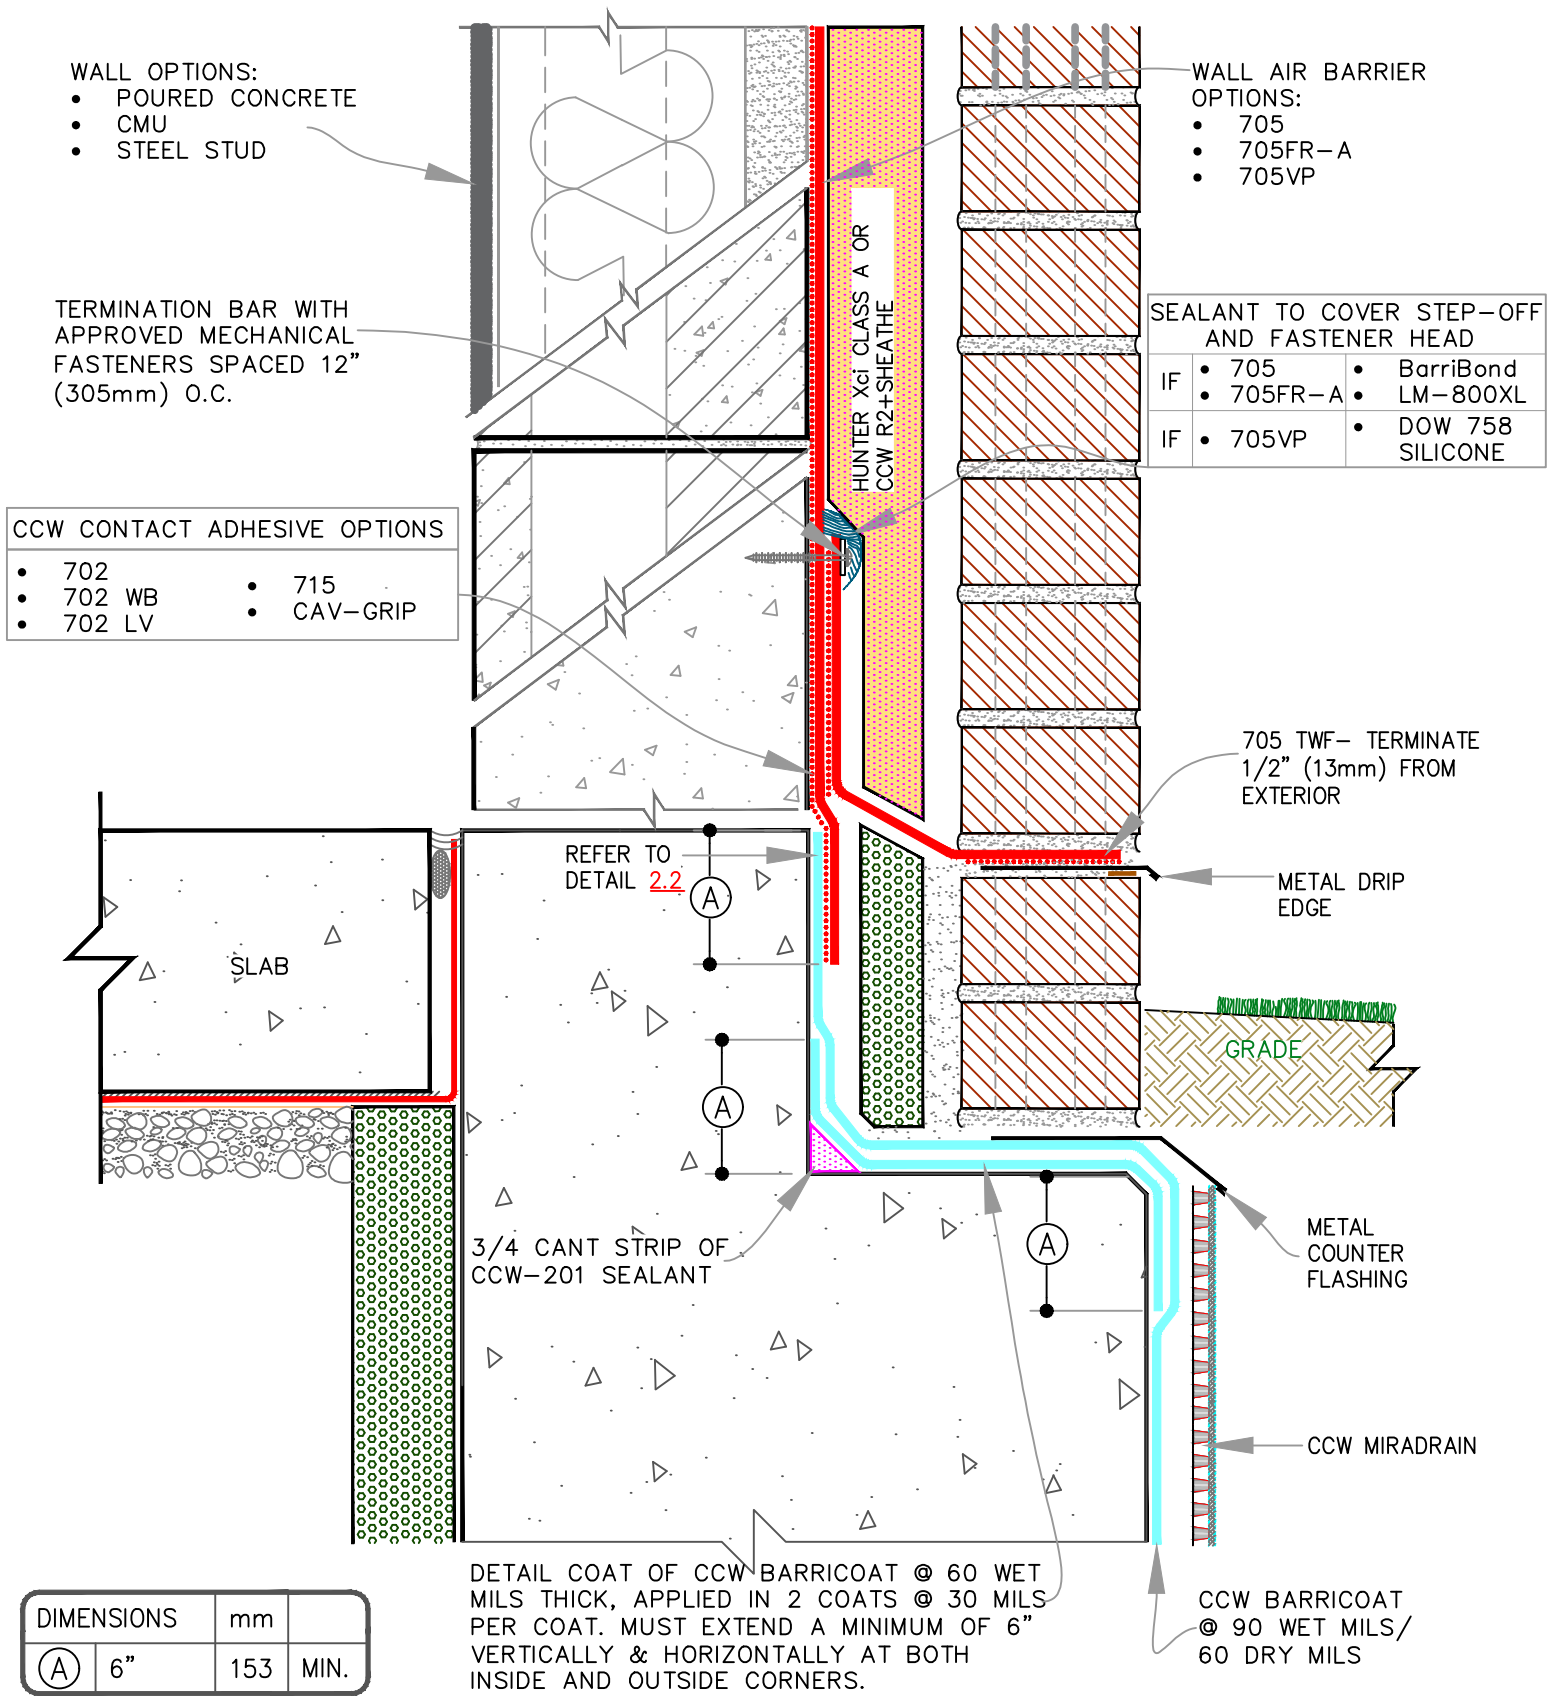 WALL OPTIONS:
• POURED CONCRETE
• CMU
• STEEL STUD
WALL AIR BARRIER
OPTIONS:
• 705
• 705FR-A
• 705VP
TERMINATION BAR WITH
APPROVED MECHANICAL
FASTENERS SPACED 12"
(305mm) O.C.
HUNTER Xci CLASS A OR
CCW R2+SHEATHE
SEALANT TO COVER STEP-OFF
AND FASTENER HEAD
IF • 705 • BarriBond
• 705FR-A • LM-800XL
IF • 705VP • DOW 758
SILICONE
CCW CONTACT ADHESIVE OPTIONS
• 702
• 702 WB
• 702 LV
• 715
• CAV-GRIP
705 TWF- TERMINATE
1/2" (13mm) FROM
EXTERIOR
REFER TO
DETAIL 2.2
A
METAL DRIP
EDGE
SLAB
GRADE
A
3/4 CANT STRIP OF
CCW-201 SEALANT
A
METAL
COUNTER
FLASHING
CCW MIRADRAIN
DETAIL COAT OF CCW BARRICOAT @ 60 WET
MILS THICK, APPLIED IN 2 COATS @ 30 MILS
PER COAT. MUST EXTEND A MINIMUM OF 6"
VERTICALLY & HORIZONTALLY AT BOTH
INSIDE AND OUTSIDE CORNERS.
CCW BARRICOAT
@ 90 WET MILS/
60 DRY MILS
DIMENSIONS mm
A 6" 153 MIN.